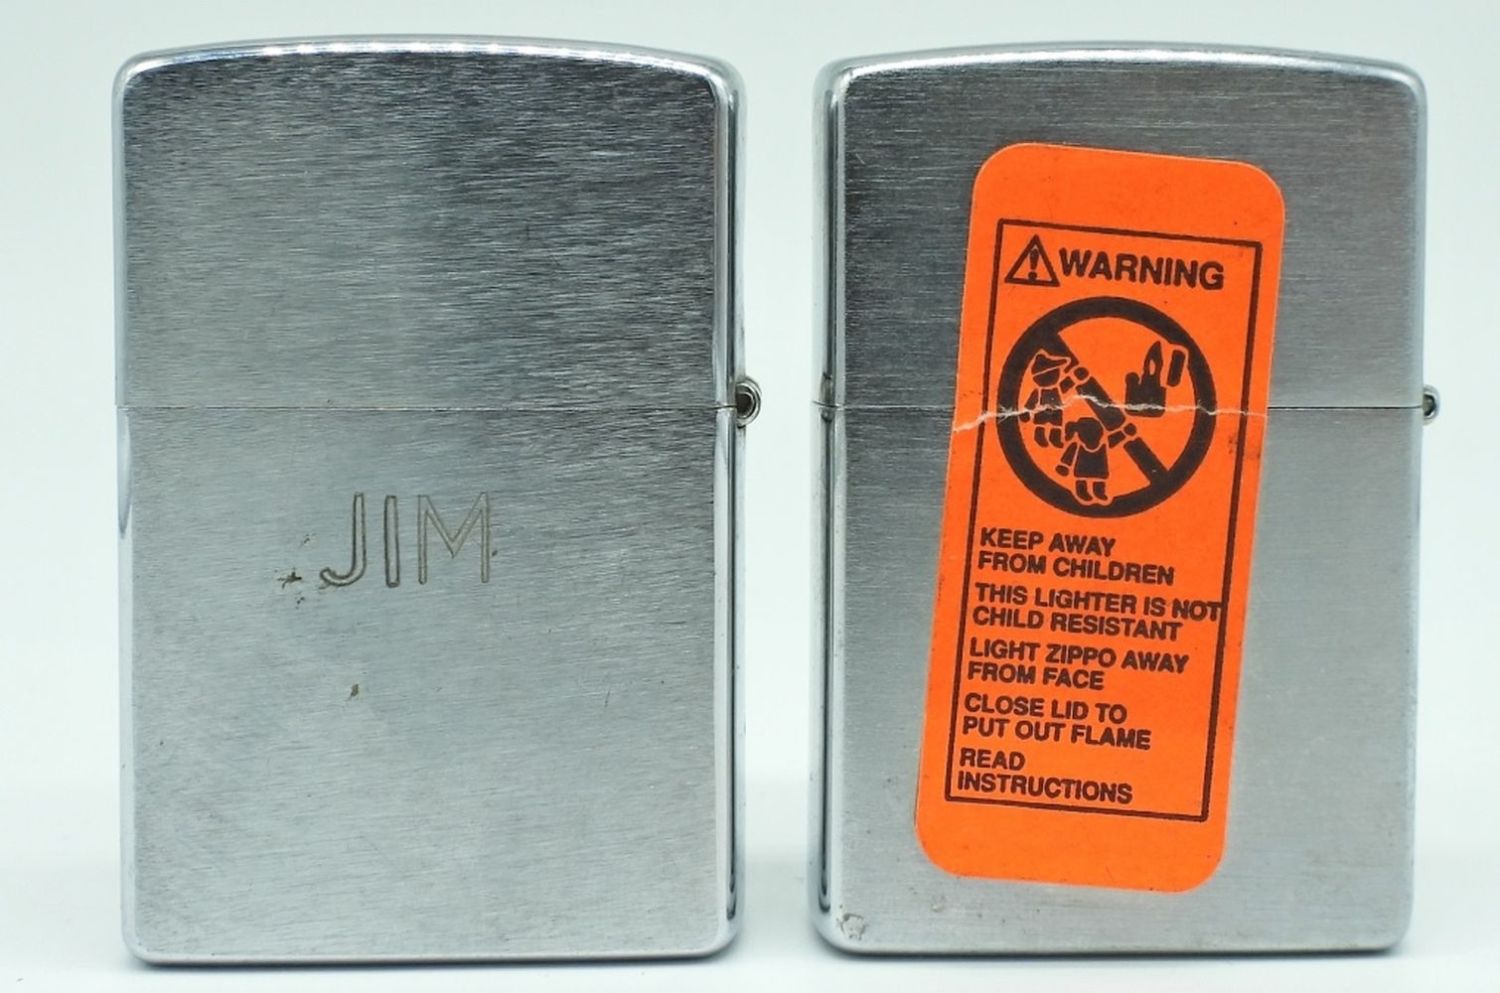 JIM
WARNING
KEEP AWAY
FROM CHILDREN
THIS LIGHTER IS NOT
CHILD RESISTANT
LIGHT ZIPPO AWAY
FROM FACE
CLOSE LID TO
PUT OUT FLAME
READ
INSTRUCTIONS